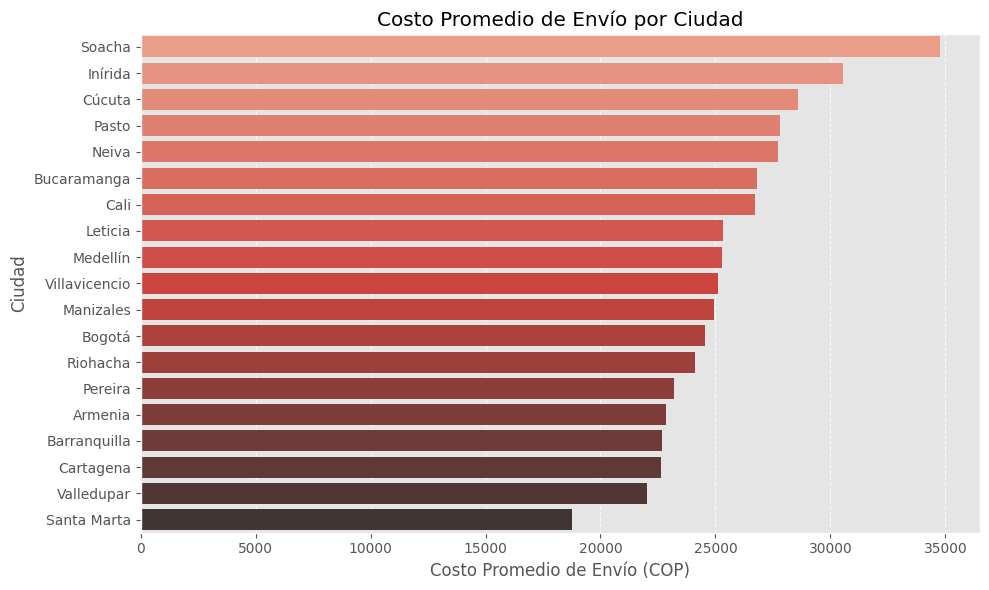 Costo Promedio de Envío por Ciudad
Soacha
Inírida
Cúcuta
Pasto
Neiva
Bucaramanga
Cali
Leticia
Medellín
Villavicencio
Manizales
Bogotá
Riohacha
Pereira
Armenia
Barranquilla
Cartagena
Valledupar
Santa Marta
Ciudad
0 5000 10000 15000 20000 25000 30000 35000
Costo Promedio de Envío (COP)